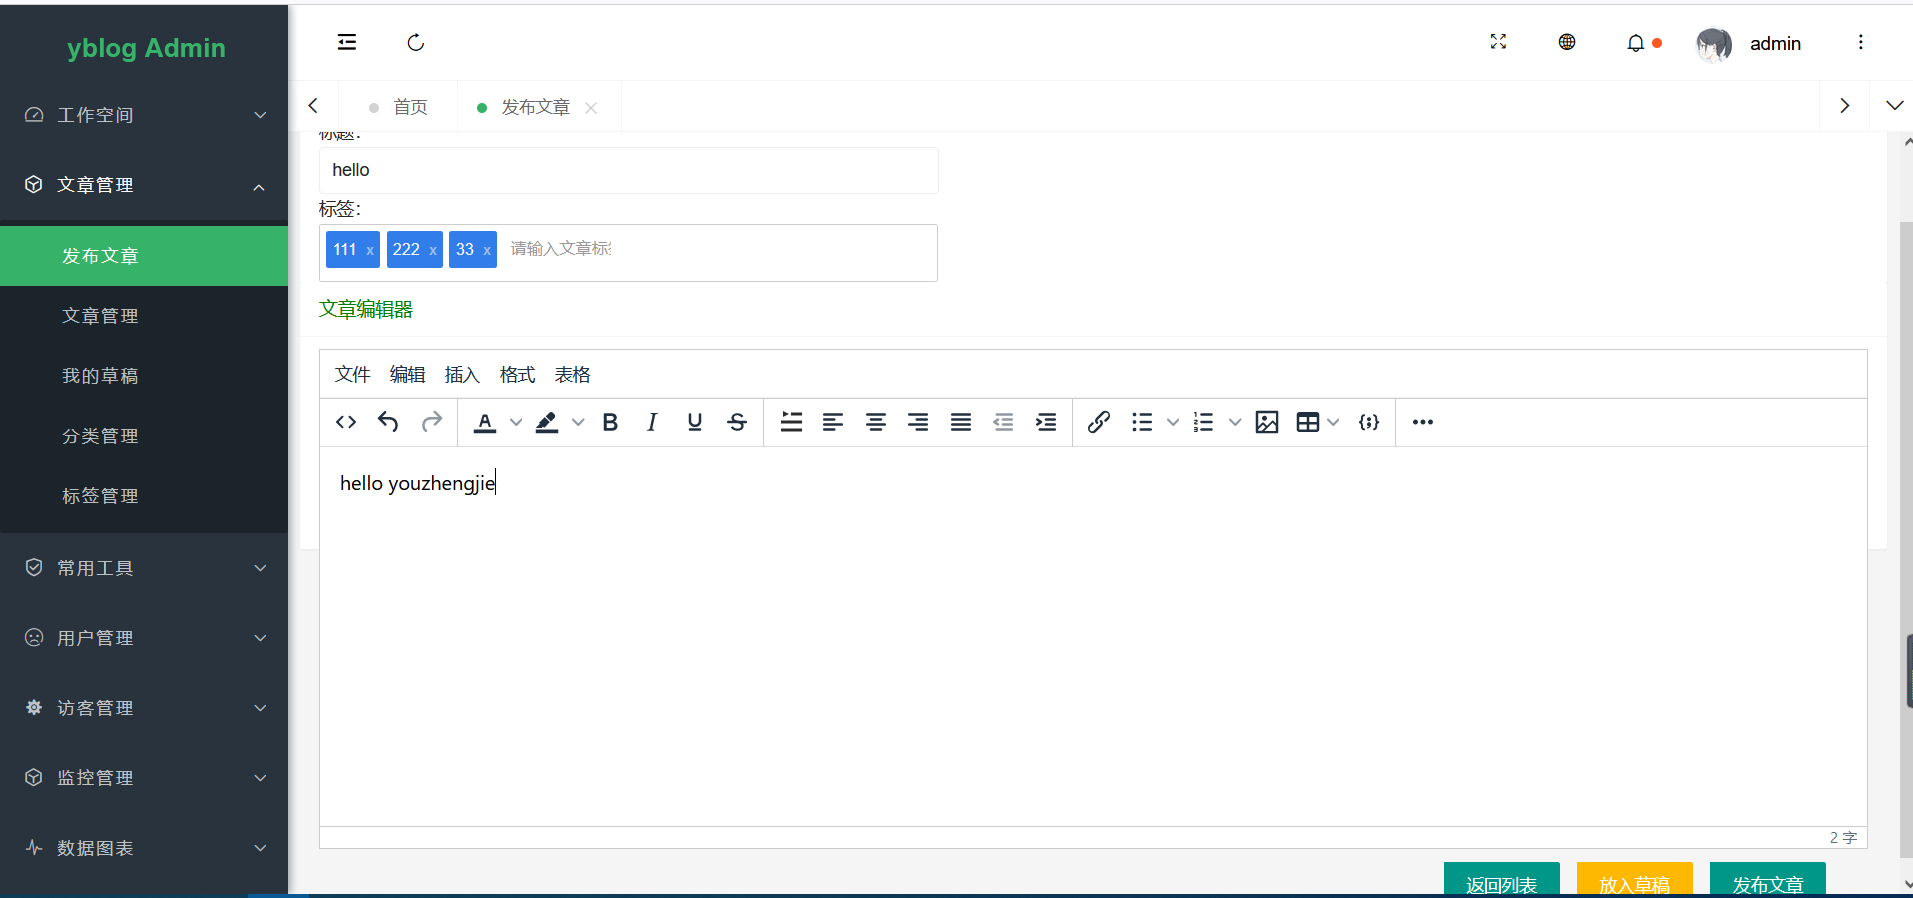 yblog Admin
工作空间
文章管理
发布文章
文章管理
我的草稿
分类管理
标签管理
常用工具
用户管理
访客管理
监控管理
数据图表
admin
首页
发布文章
标题：
hello
标签：
111 x 222 x 33 x 请输入文章标
文章编辑器
文件 编辑 插入 格式 表格
hello youzhengjie
2 字
返回列表 放入草稿 发布文章